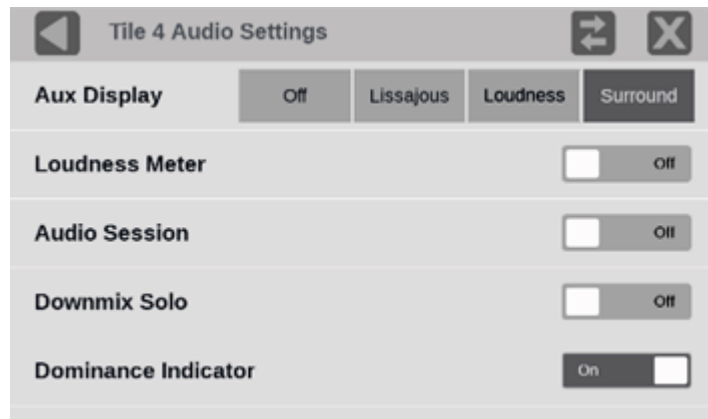 Tile 4 Audio Settings
Aux Display Off Lissajous Loudness Surround
Loudness Meter Off
Audio Session Off
Downmix Solo Off
Dominance Indicator On